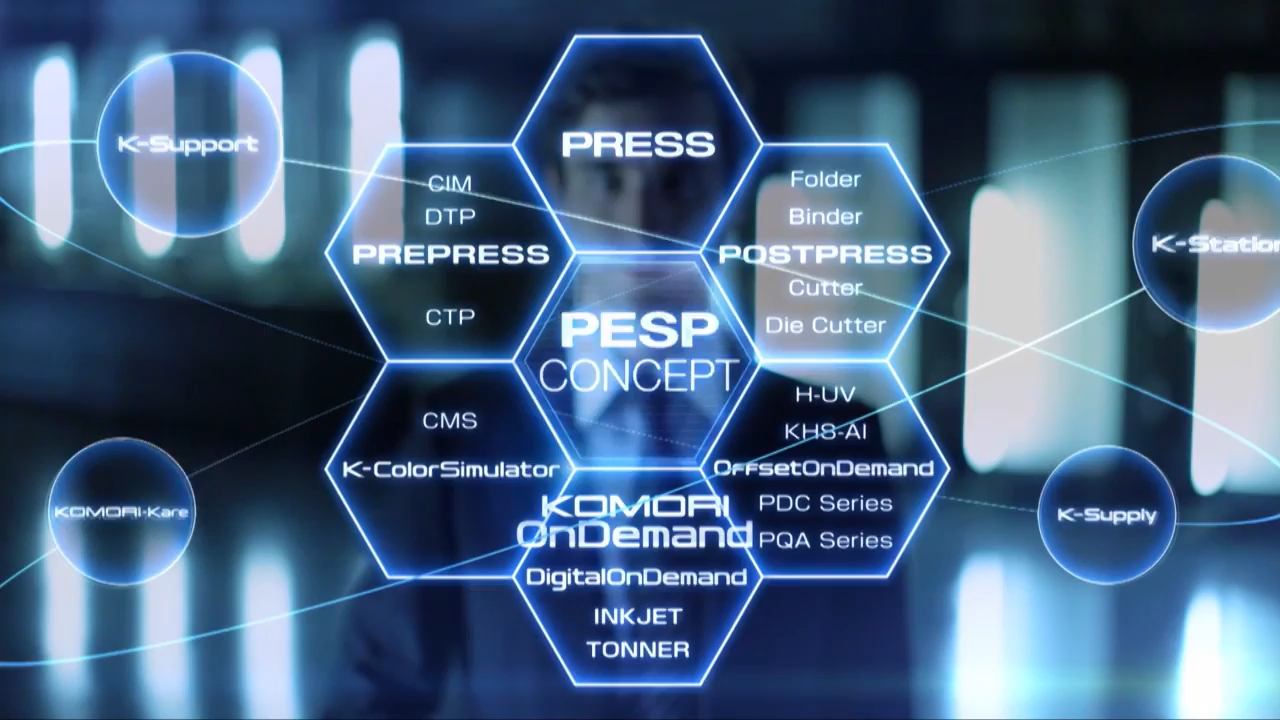 K-Support
PRESS
CIM
DTP
PREPRESS
CTP
Folder
Binder
POSTPRESS
Cutter
Die Cutter
K-Station
PESP
CONCEPT
CMS
K-ColorSimulator
H-UV
KHS-AI
OffsetOnDemand
PDC Series
PQA Series
KOMORI-Kare
KOMORI
OnDemand
DigitalOnDemand
INKJET
TONNER
K-Supply